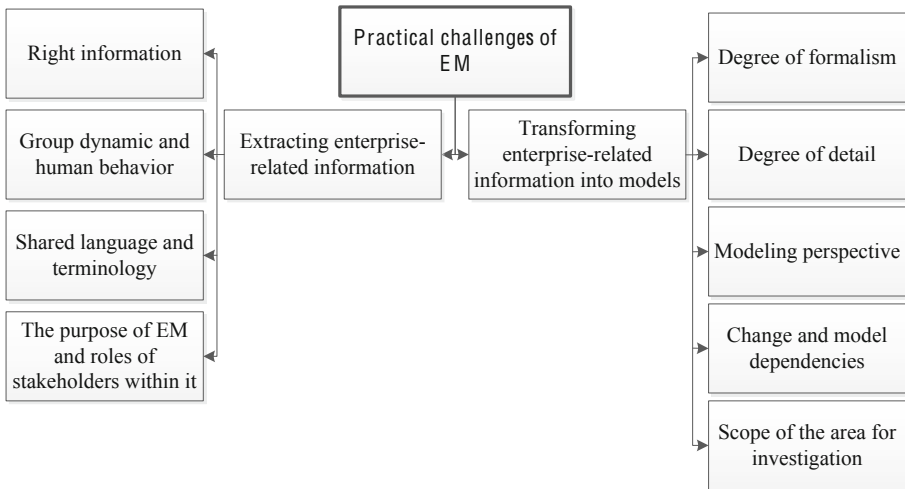 Practical challenges of
EM
Extracting enterprise-
related information
Transforming
enterprise-related
information into models
Right information
Group dynamic and
human behavior
Shared language and
terminology
The purpose of EM
and roles of
stakeholders within it
Degree of formalism
Degree of detail
Modeling perspective
Change and model
dependencies
Scope of the area for
investigation